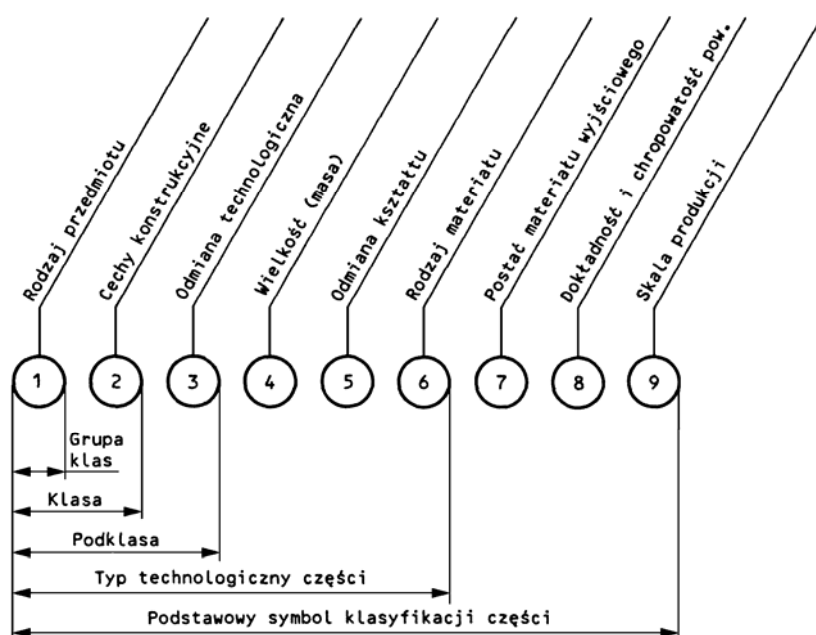 Rodzaj przedmiotu
Cechy konstrukcyjne
Odmiana technologiczna
Wielkość (masa)
Odmiana kształtu
Rodzaj materiału
Postać materiału wyjściowego
Dokładność i chropowatość pow.
Skala produkcji
1 2 3 4 5 6 7 8 9
Grupa
klas
Klasa
Podklasa
Typ technologiczny części
Podstawowy symbol klasyfikacji części